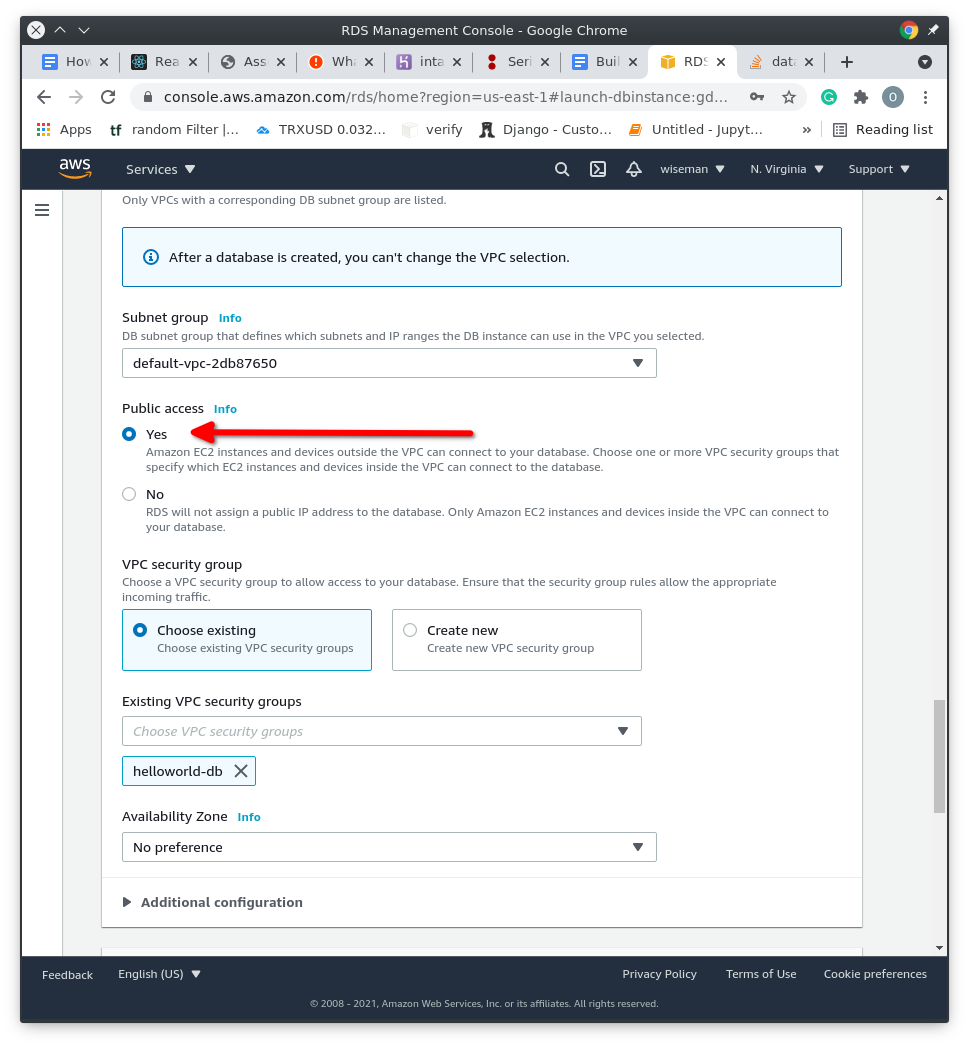 RDS Management Console - Google Chrome
How
Rea
Ass
Wha
inta
Seri
Buil
RDS
data
console.aws.amazon.com/rds/home?region=us-east-1#launch-dbinstance:gd...
O
Apps
tf random Filter |...
TRXUSD 0.032...
verify
Django - Custo...
Untitled - Jupyt...
»
Reading list
aws
Services
wiseman
N. Virginia
Support
Only VPCs with a corresponding DB subnet group are listed.
After a database is created, you can't change the VPC selection.
Subnet group Info
DB subnet group that defines which subnets and IP ranges the DB instance can use in the VPC you selected.
default-vpc-2db87650
Public access Info
Yes
Amazon EC2 instances and devices outside the VPC can connect to your database. Choose one or more VPC security groups that
specify which EC2 instances and devices inside the VPC can connect to the database.
No
RDS will not assign a public IP address to the database. Only Amazon EC2 instances and devices inside the VPC can connect to
your database.
VPC security group
Choose a VPC security group to allow access to your database. Ensure that the security group rules allow the appropriate
incoming traffic.
Choose existing
Choose existing VPC security groups
Create new
Create new VPC security group
Existing VPC security groups
Choose VPC security groups
helloworld-db
Availability Zone Info
No preference
Additional configuration
Feedback
English (US)
Privacy Policy
Terms of Use
Cookie preferences
© 2008 - 2021, Amazon Web Services, Inc. or its affiliates. All rights reserved.